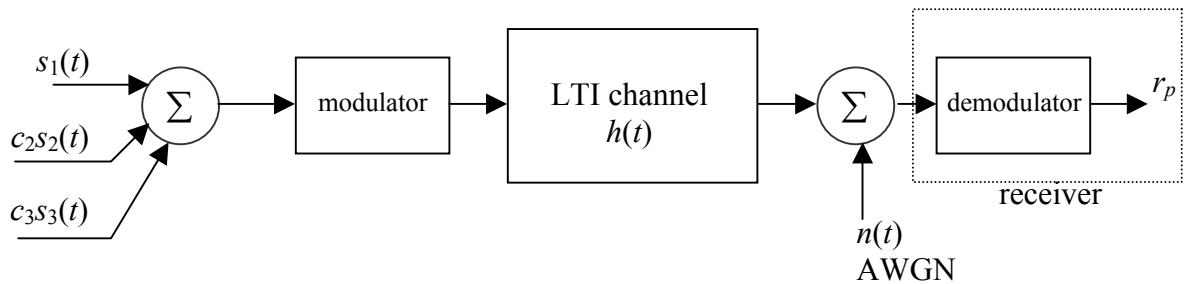 s₁(t)
c₂s₂(t)
c₃s₃(t)
Σ
modulator
LTI channel
h(t)
Σ
n(t)
AWGN
demodulator
rₚ
receiver